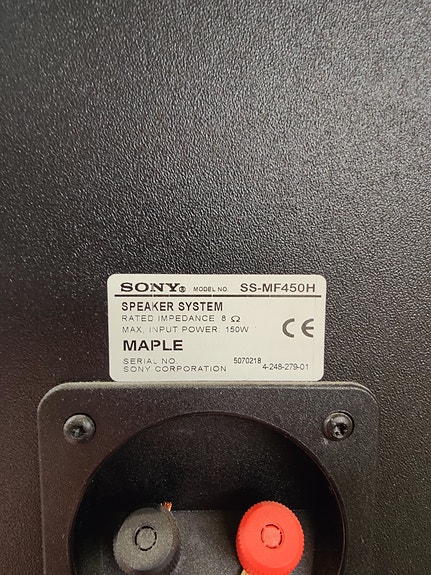 SONY® MODEL NO. SS-MF450H
SPEAKER SYSTEM
RATED IMPEDANCE 8 Ω
MAX. INPUT POWER: 150W
CE
MAPLE
SERIAL NO. 5070218
SONY CORPORATION 4-248-279-01